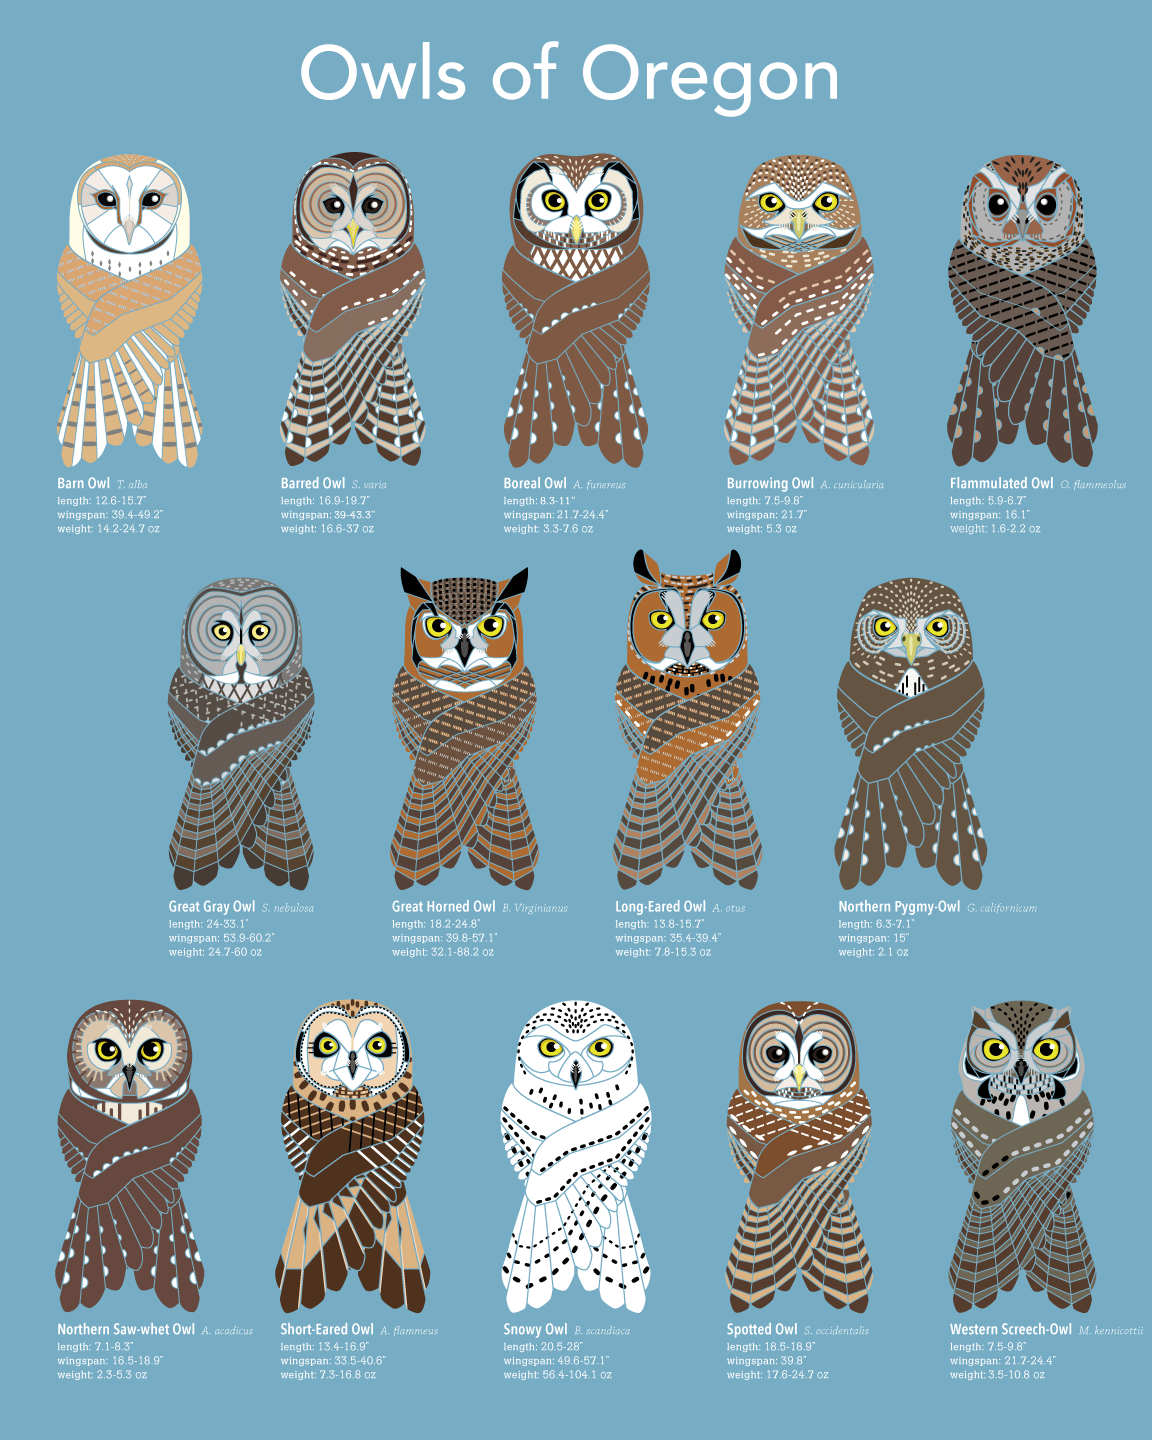 Owls of Oregon
Barn Owl T. alba
length: 12.6-15.7"
wingspan: 39.4-49.2"
weight: 14.2-24.7 oz
Barred Owl S. varia
length: 16.9-19.7"
wingspan: 39-43.3"
weight: 16.6-37 oz
Boreal Owl A. funereus
length: 8.3-11"
wingspan: 21.7-24.4"
weight: 3.3-7.6 oz
Burrowing Owl A. cunicularia
length: 7.5-9.8"
wingspan: 21.7"
weight: 5.3 oz
Flammulated Owl O. flammeolus
length: 5.9-6.7"
wingspan: 16.1"
weight: 1.6-2.2 oz
Great Gray Owl S. nebulosa
length: 24-33.1"
wingspan: 53.9-60.2"
weight: 24.7-60 oz
Great Horned Owl B. Virginianus
length: 18.2-24.8"
wingspan: 39.8-57.1"
weight: 32.1-88.2 oz
Long-Eared Owl A. otus
length: 13.8-15.7"
wingspan: 35.4-39.4"
weight: 7.8-15.3 oz
Northern Pygmy-Owl G. californicum
length: 6.3-7.1"
wingspan: 15"
weight: 2.1 oz
Northern Saw-whet Owl A. acadicus
length: 7.1-8.3"
wingspan: 16.5-18.9"
weight: 2.3-5.3 oz
Short-Eared Owl A. flammeus
length: 13.4-16.9"
wingspan: 33.5-40.6"
weight: 7.3-16.8 oz
Snowy Owl B. scandiaca
length: 20.5-28"
wingspan: 49.6-57.1"
weight: 56.4-104.1 oz
Spotted Owl S. occidentalis
length: 18.5-18.9"
wingspan: 39.8"
weight: 17.6-24.7 oz
Western Screech-Owl M. kennicottii
length: 7.5-9.8"
wingspan: 21.7-24.4"
weight: 3.5-10.8 oz